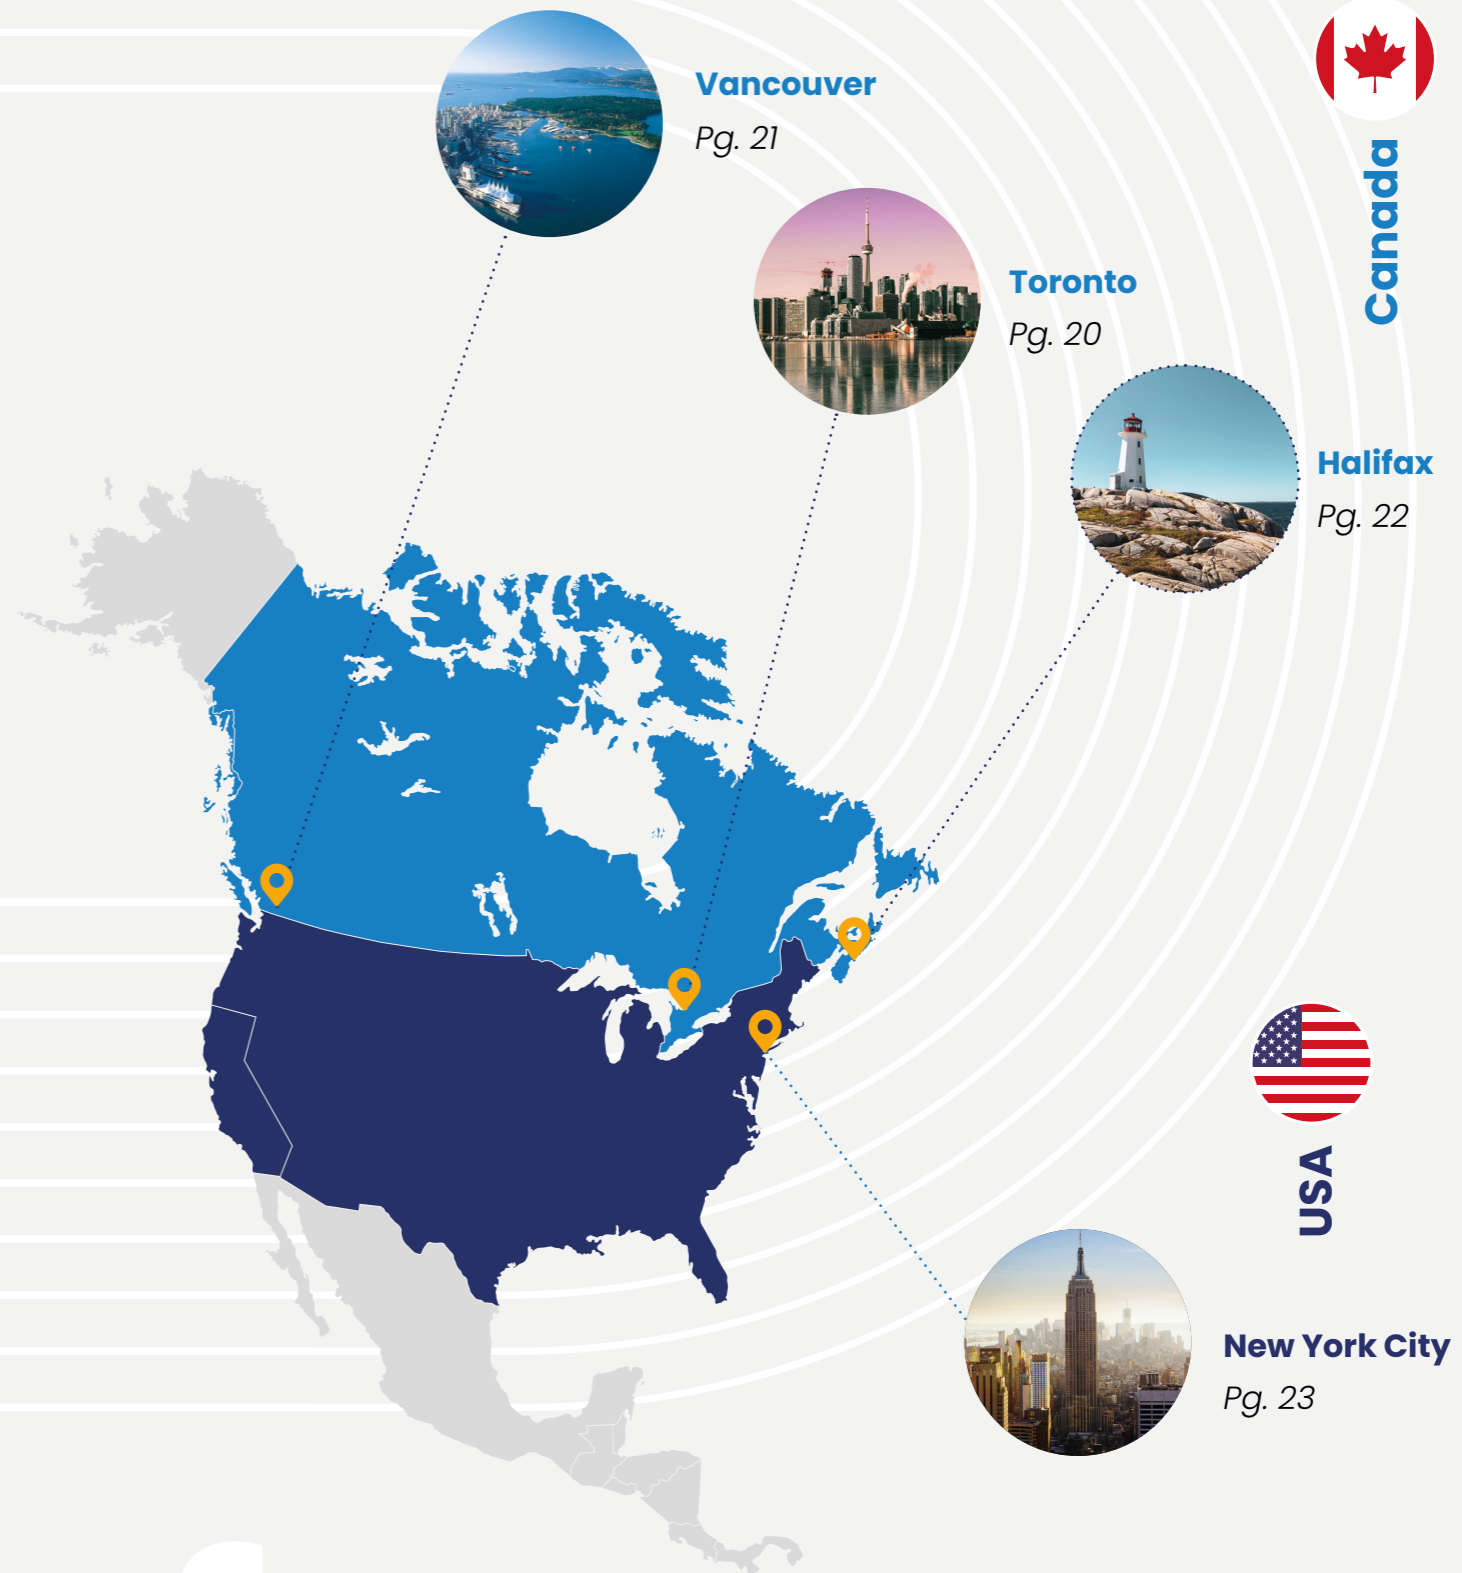 Vancouver
Pg. 21
Toronto
Pg. 20
Canada
Halifax
Pg. 22
USA
New York City
Pg. 23